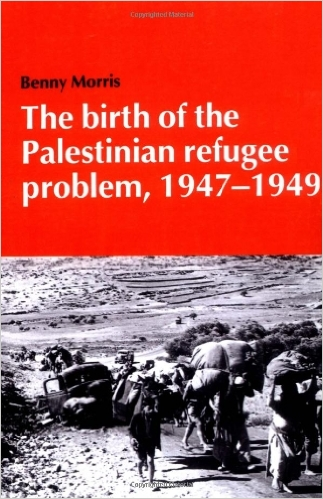 Benny Morris
The birth of the
Palestinian refugee
problem, 1947–1949
Copyrighted material